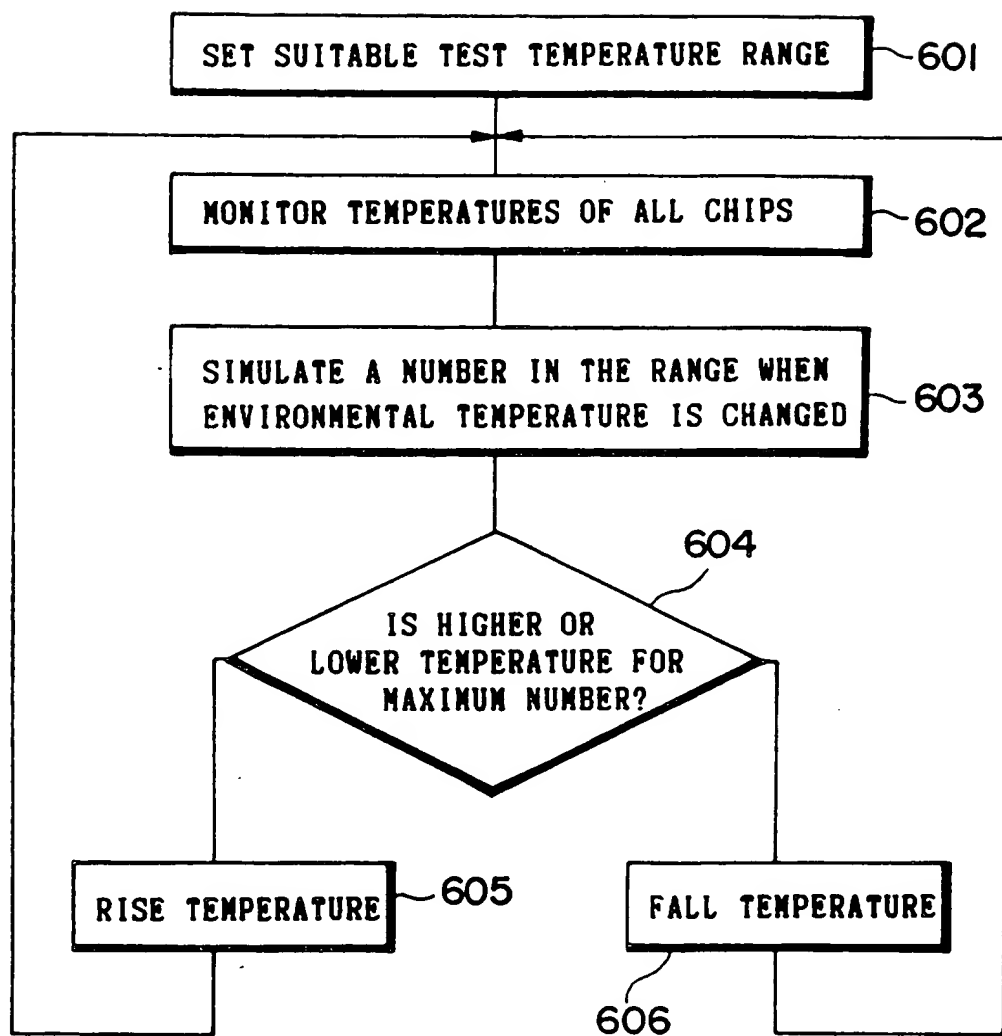 SET SUITABLE TEST TEMPERATURE RANGE
601
MONITOR TEMPERATURES OF ALL CHIPS
602
SIMULATE A NUMBER IN THE RANGE WHEN
ENVIRONMENTAL TEMPERATURE IS CHANGED
603
604
IS HIGHER OR
LOWER TEMPERATURE FOR
MAXIMUM NUMBER?
RISE TEMPERATURE
605
FALL TEMPERATURE
606